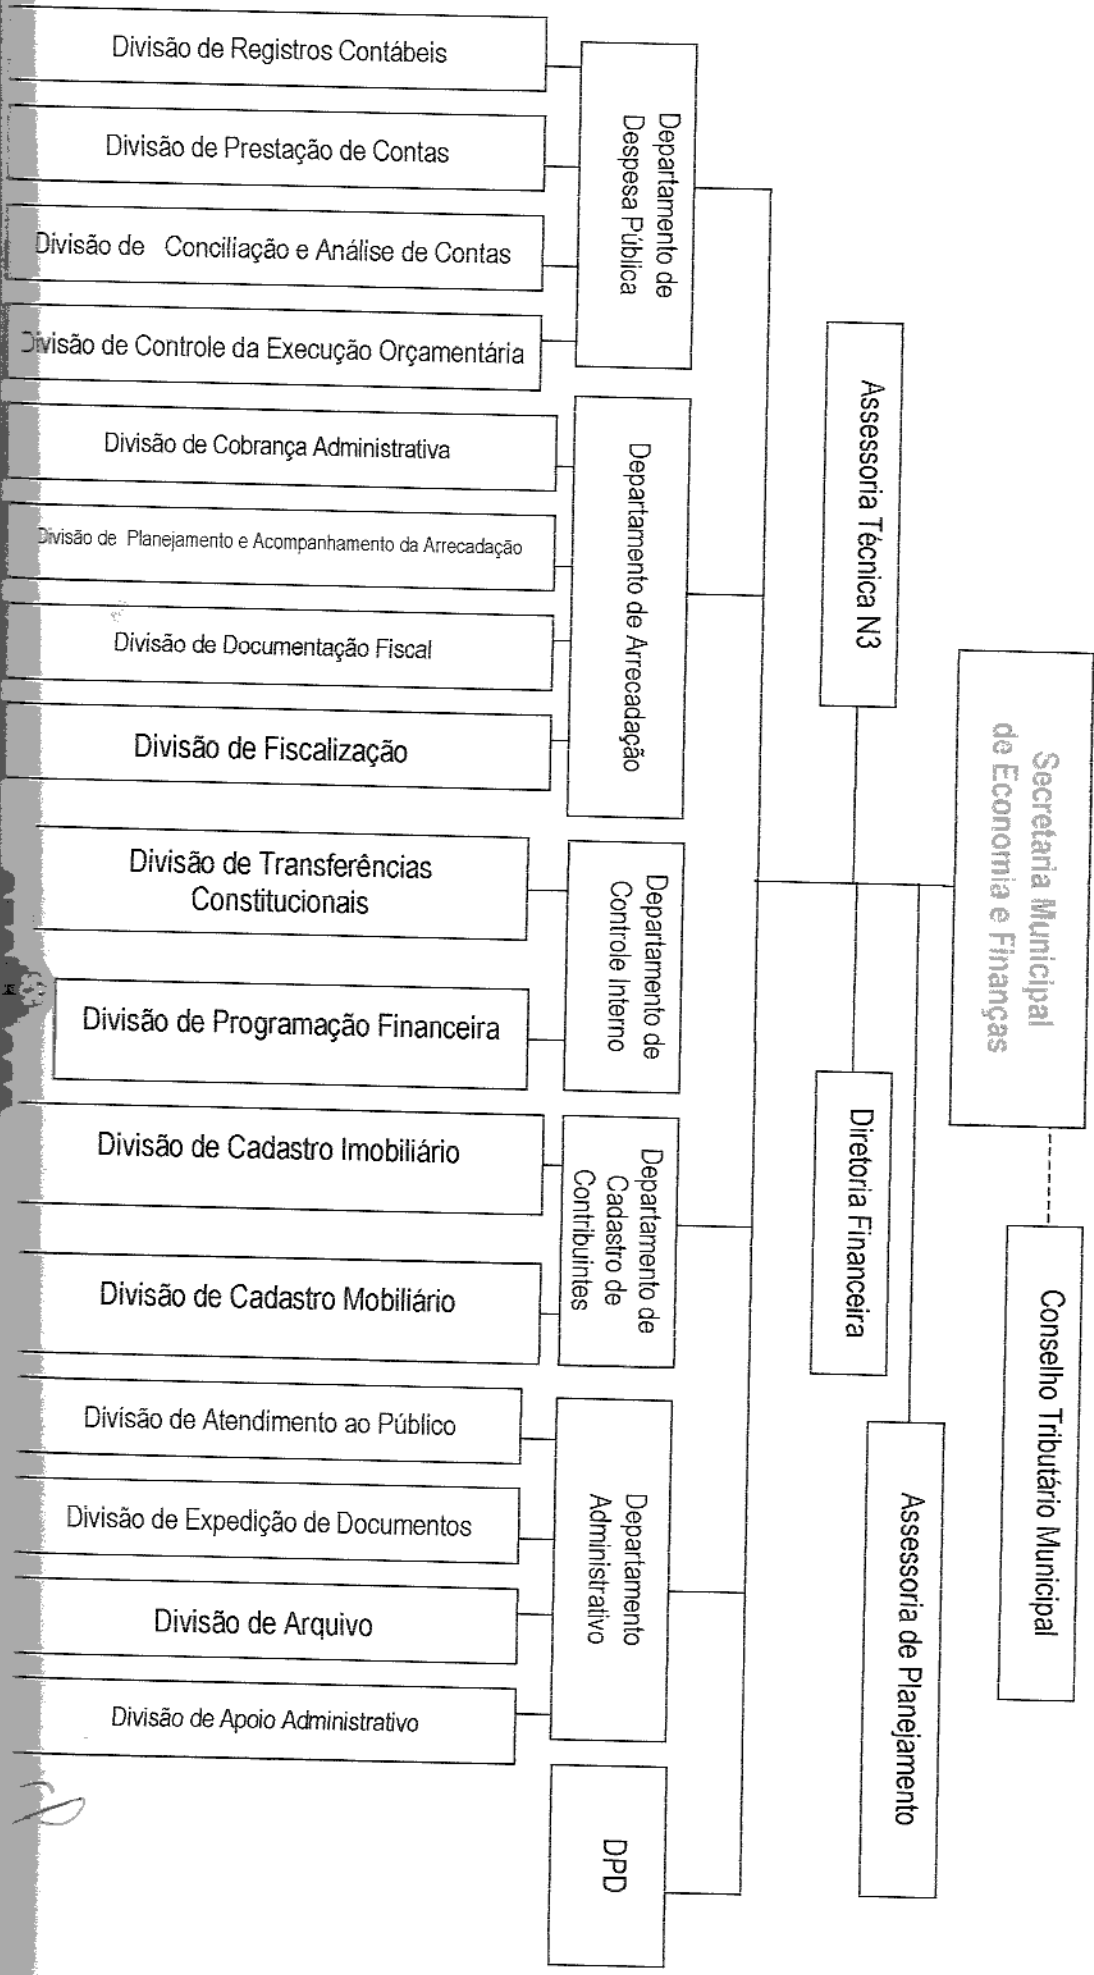 Secretaria Municipal
de Economia e Finanças
Conselho Tributário Municipal
Assessoria de Planejamento
Assessoria Técnica N3
Diretoria Financeira
Departamento de
Despesa Pública
Divisão de Registros Contábeis
Divisão de Prestação de Contas
Divisão de Conciliação e Análise de Contas
Divisão de Controle da Execução Orçamentária
Departamento de Arrecadação
Divisão de Cobrança Administrativa
Divisão de Planejamento e Acompanhamento da Arrecadação
Divisão de Documentação Fiscal
Divisão de Fiscalização
Departamento de
Controle Interno
Divisão de Transferências
Constitucionais
Divisão de Programação Financeira
Departamento de
Cadastro de
Contribuintes
Divisão de Cadastro Imobiliário
Divisão de Cadastro Mobiliário
Departamento
Administrativo
Divisão de Atendimento ao Público
Divisão de Expedição de Documentos
Divisão de Arquivo
Divisão de Apoio Administrativo
DPD